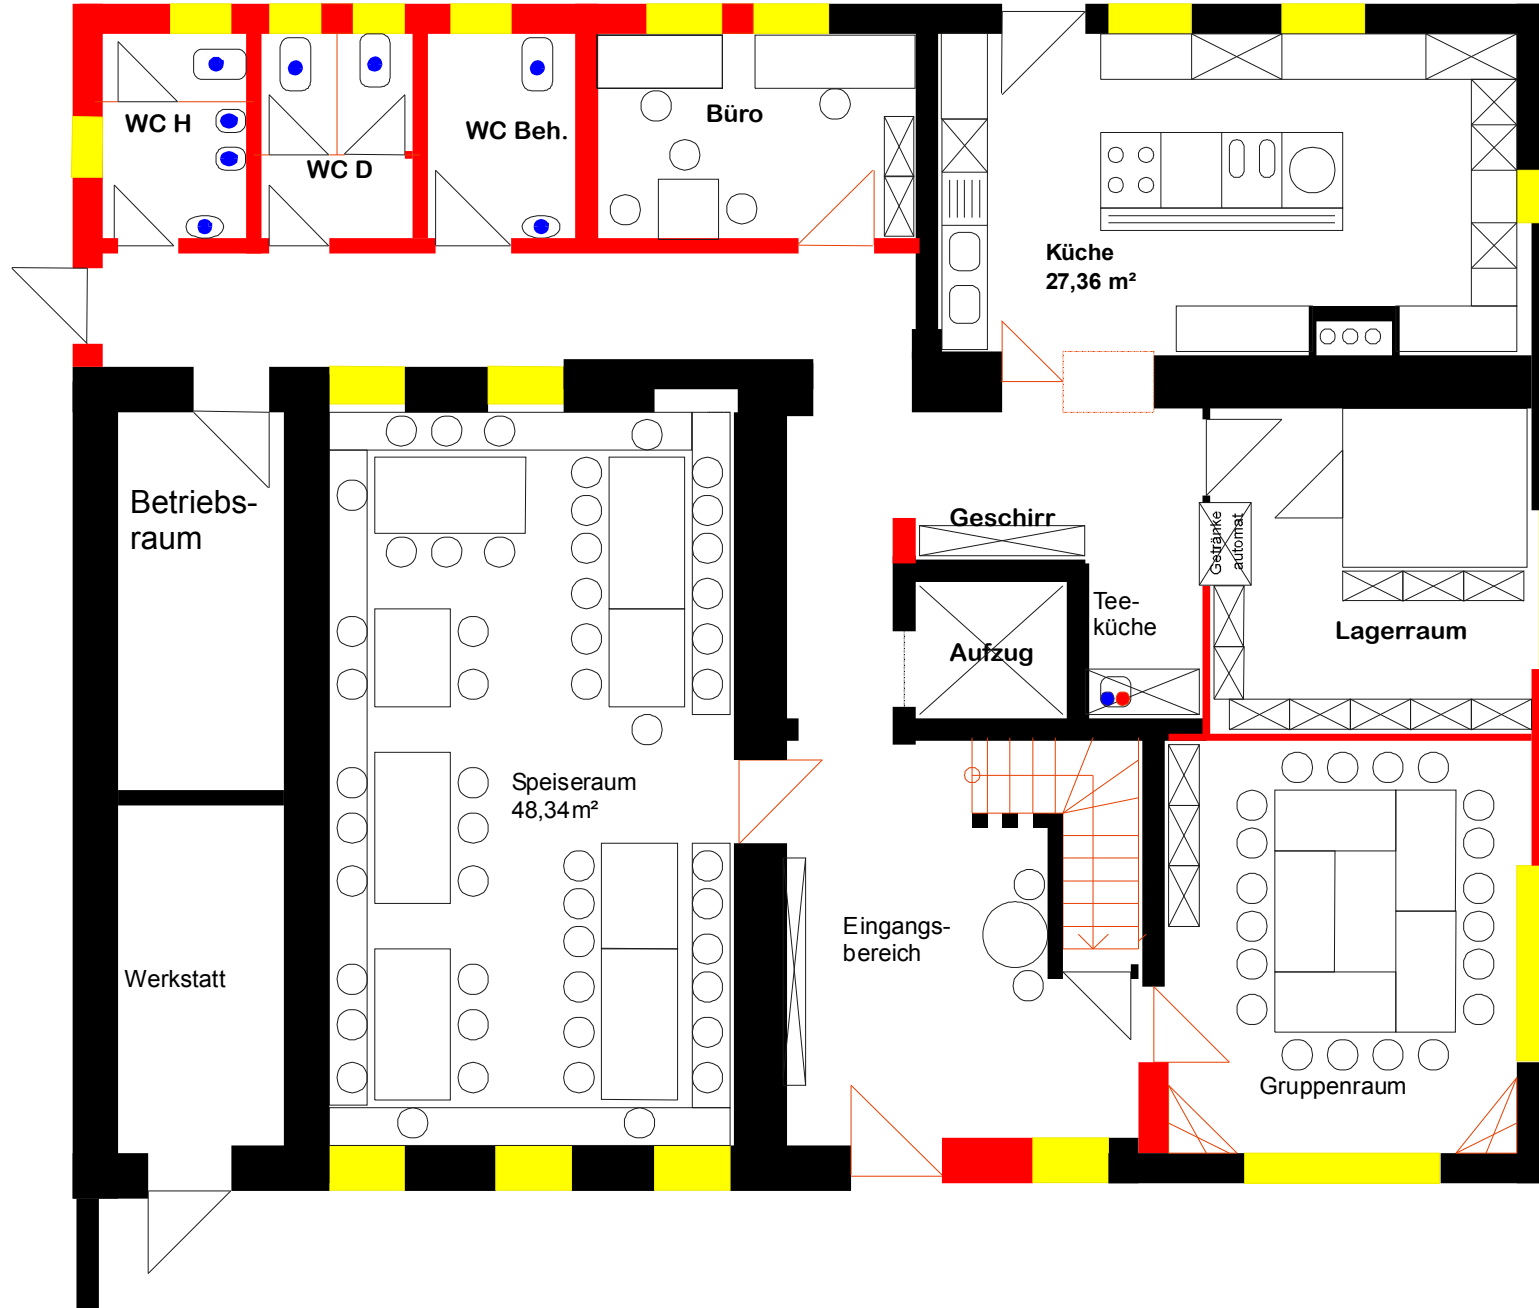 WC H
WC D
WC Beh.
Büro
Küche
27,36 m²
Betriebs-
raum
Geschirr
Getränke
automat
Tee-
küche
Lagerraum
Aufzug
Speiseraum
48,34m²
Eingangs-
bereich
Werkstatt
Gruppenraum